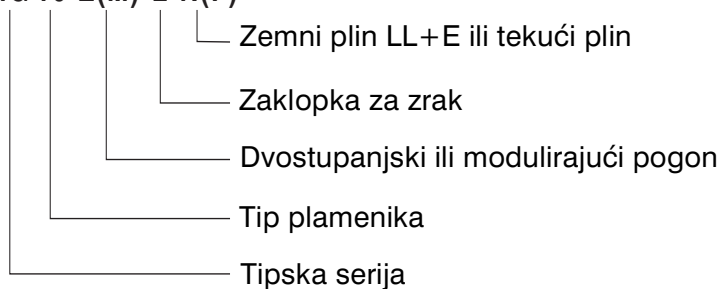 Zemni plin LL+E ili tekući plin
Zaklopka za zrak
Dvostupanjski ili modulirajući pogon
Tip plamenika
Tipska serija